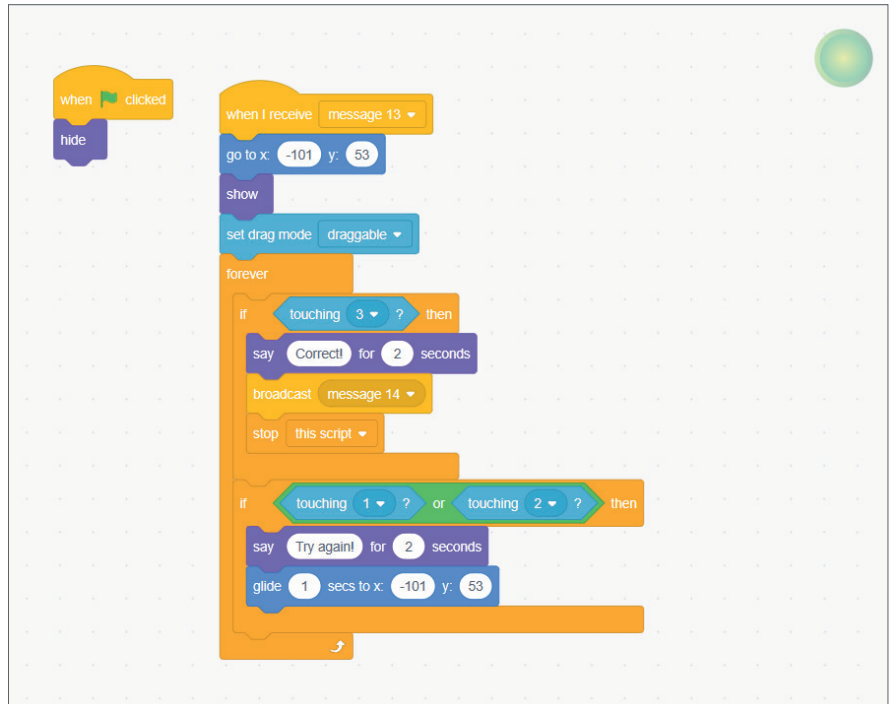 when clicked
hide
when I receive message 13
go to x: -101 y: 53
show
set drag mode draggable
forever
if touching 3 ? then
say Correct! for 2 seconds
broadcast message 14
stop this script
if touching 1 ? or touching 2 ? then
say Try again! for 2 seconds
glide 1 secs to x: -101 y: 53